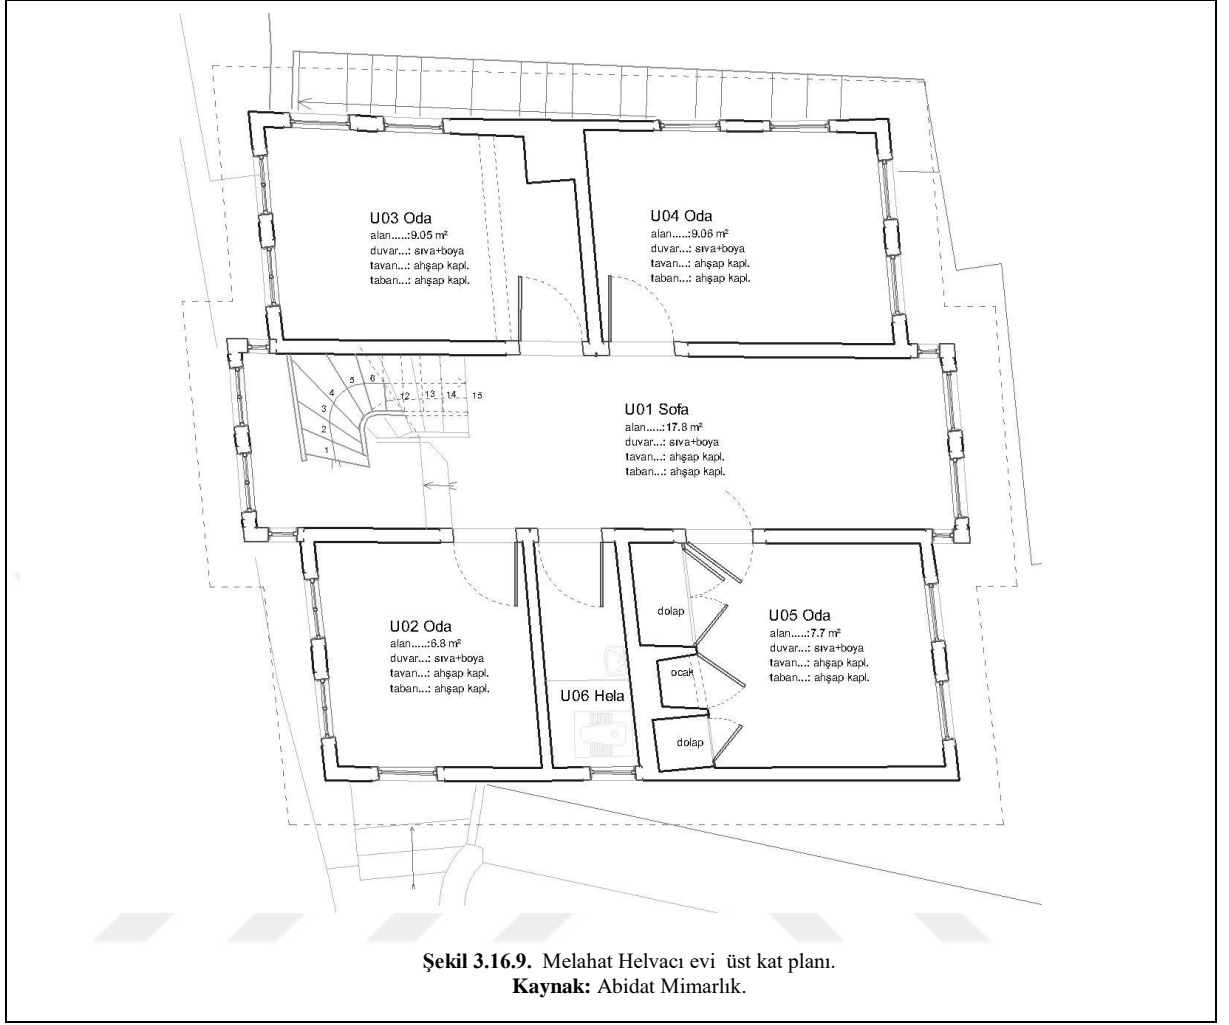 U03 Oda
alan.....:9.05 m²
duvar...: sıva+boya
tavan...: ahşap kapl.
taban...: ahşap kapl.
U04 Oda
alan.....:9.06 m²
duvar...: sıva+boya
tavan...: ahşap kapl.
taban...: ahşap kapl.
1
2
3
4
5
6
12
13
14
15
U01 Sofa
alan.....:17.8 m²
duvar...: sıva+boya
tavan...: ahşap kapl.
taban...: ahşap kapl.
U02 Oda
alan.....:6.8 m²
duvar...: sıva+boya
tavan...: ahşap kapl.
taban...: ahşap kapl.
U06 Hela
dolap
ocak
dolap
U05 Oda
alan.....:7.7 m²
duvar...: sıva+boya
tavan...: ahşap kapl.
taban...: ahşap kapl.
Şekil 3.16.9. Melahat Helvacı evi üst kat planı.
Kaynak: Abidat Mimarlık.